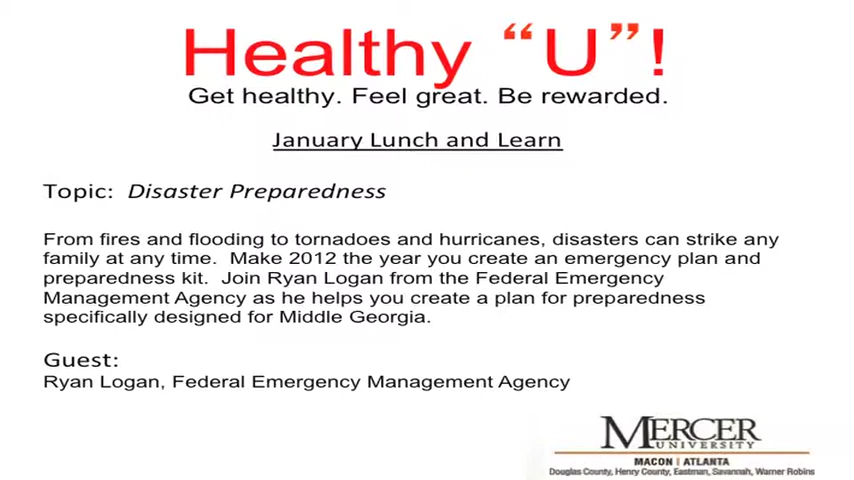 Healthy “U”!
Get healthy. Feel great. Be rewarded.
January Lunch and Learn
Topic: Disaster Preparedness
From fires and flooding to tornadoes and hurricanes, disasters can strike any
family at any time. Make 2012 the year you create an emergency plan and
preparedness kit. Join Ryan Logan from the Federal Emergency
Management Agency as he helps you create a plan for preparedness
specifically designed for Middle Georgia.
Guest:
Ryan Logan, Federal Emergency Management Agency
MERCER
UNIVERSITY
MACON | ATLANTA
Douglas County, Henry County, Eastman, Savannah, Warner Robins